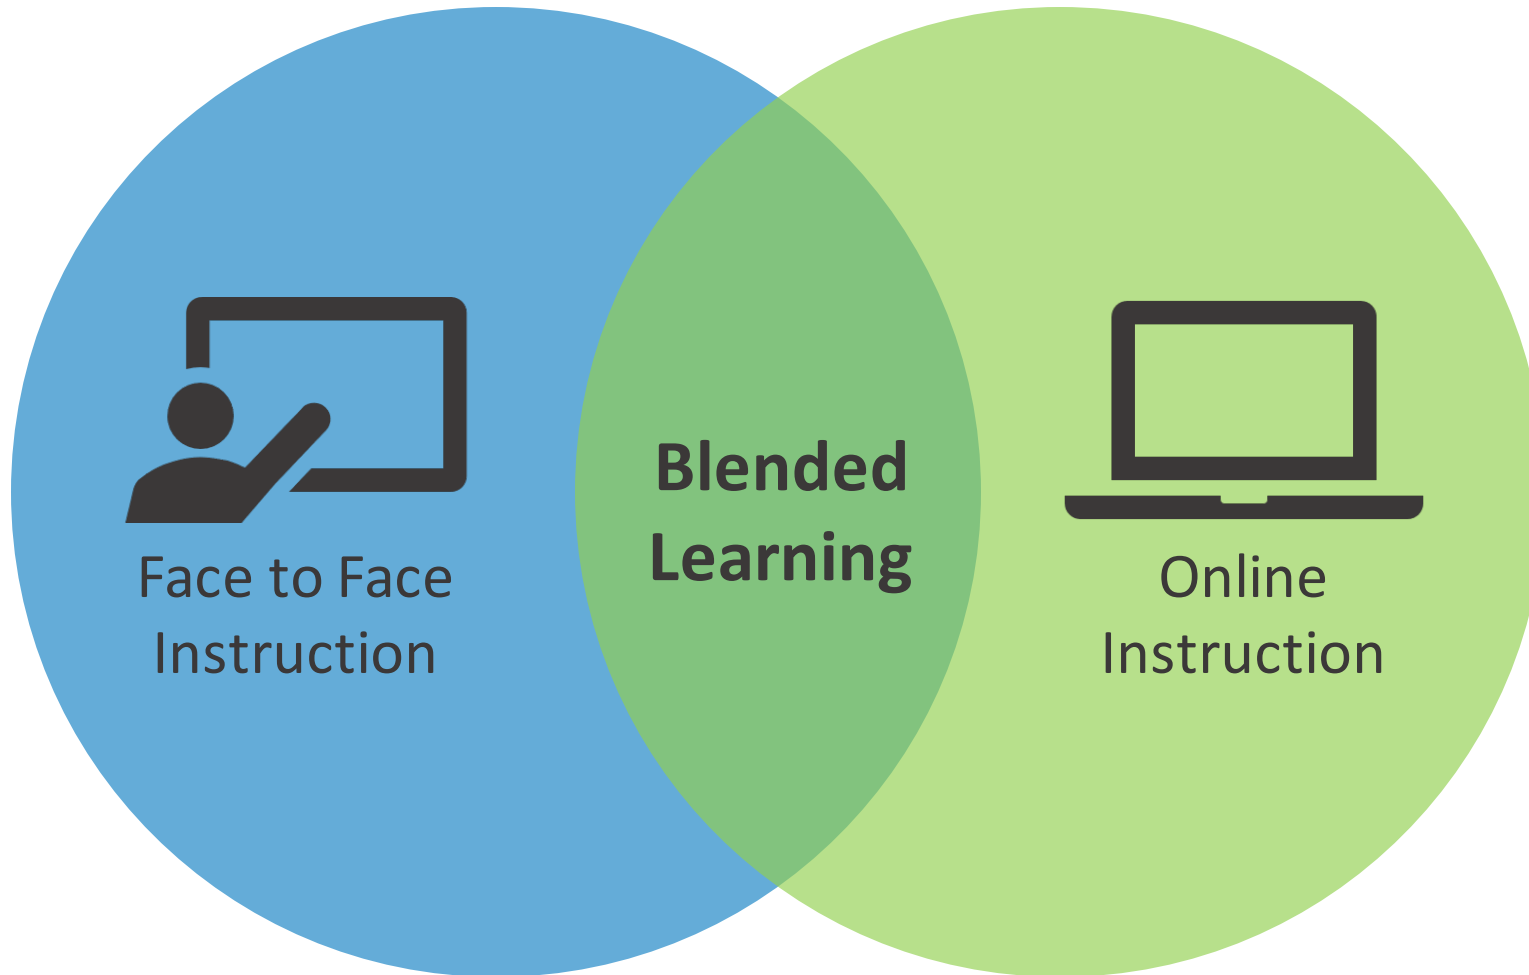 Face to Face
Instruction
Blended
Learning
Online
Instruction